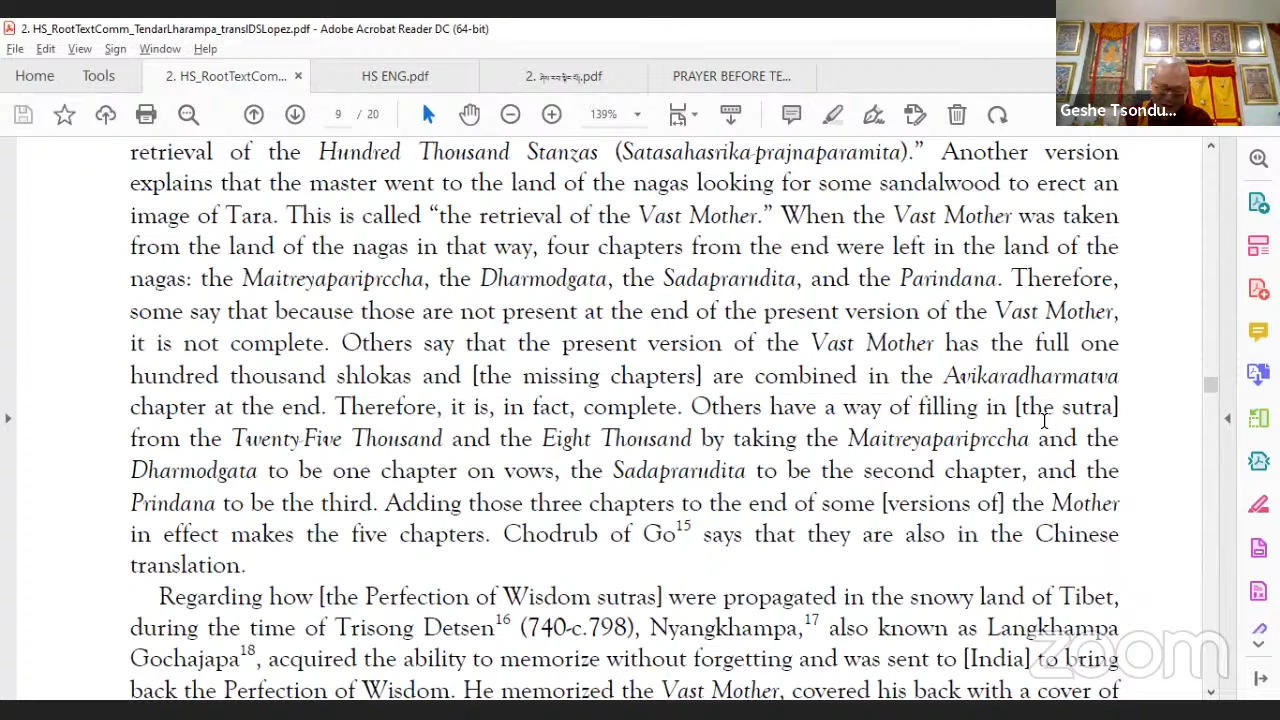 2. HS_RootTextComm_TendarLharampa_translDSLopez.pdf - Adobe Acrobat Reader DC (64-bit)
File Edit View Sign Window Help
Home Tools 2. HS_RootTextCom... × HS ENG.pdf PRAYER BEFORE TE...
9 / 20 139%
Geshe Tsondu...
retrieval of the Hundred Thousand Stanzas (Satasahasrika-prajnaparamita).” Another version
explains that the master went to the land of the nagas looking for some sandalwood to erect an
image of Tara. This is called “the retrieval of the Vast Mother.” When the Vast Mother was taken
from the land of the nagas in that way, four chapters from the end were left in the land of the
nagas: the Maitreyapariprccha, the Dharmodgata, the Sadaprarudita, and the Parindana. Therefore,
some say that because those are not present at the end of the present version of the Vast Mother,
it is not complete. Others say that the present version of the Vast Mother has the full one
hundred thousand shlokas and [the missing chapters] are combined in the Avikaradharmatva
chapter at the end. Therefore, it is, in fact, complete. Others have a way of filling in [the sutra]
from the Twenty-Five Thousand and the Eight Thousand by taking the Maitreyapariprccha and the
Dharmodgata to be one chapter on vows, the Sadaprarudita to be the second chapter, and the
Prindana to be the third. Adding those three chapters to the end of some [versions of] the Mother
in effect makes the five chapters. Chodrub of Go15 says that they are also in the Chinese
translation.
Regarding how [the Perfection of Wisdom sutras] were propagated in the snowy land of Tibet,
during the time of Trisong Detsen16 (740-c.798), Nyangkhampa,17 also known as Langkhampa
Gochajapa18, acquired the ability to memorize without forgetting and was sent to [India] to bring
back the Perfection of Wisdom. He memorized the Vast Mother, covered his back with a cover of
zoom